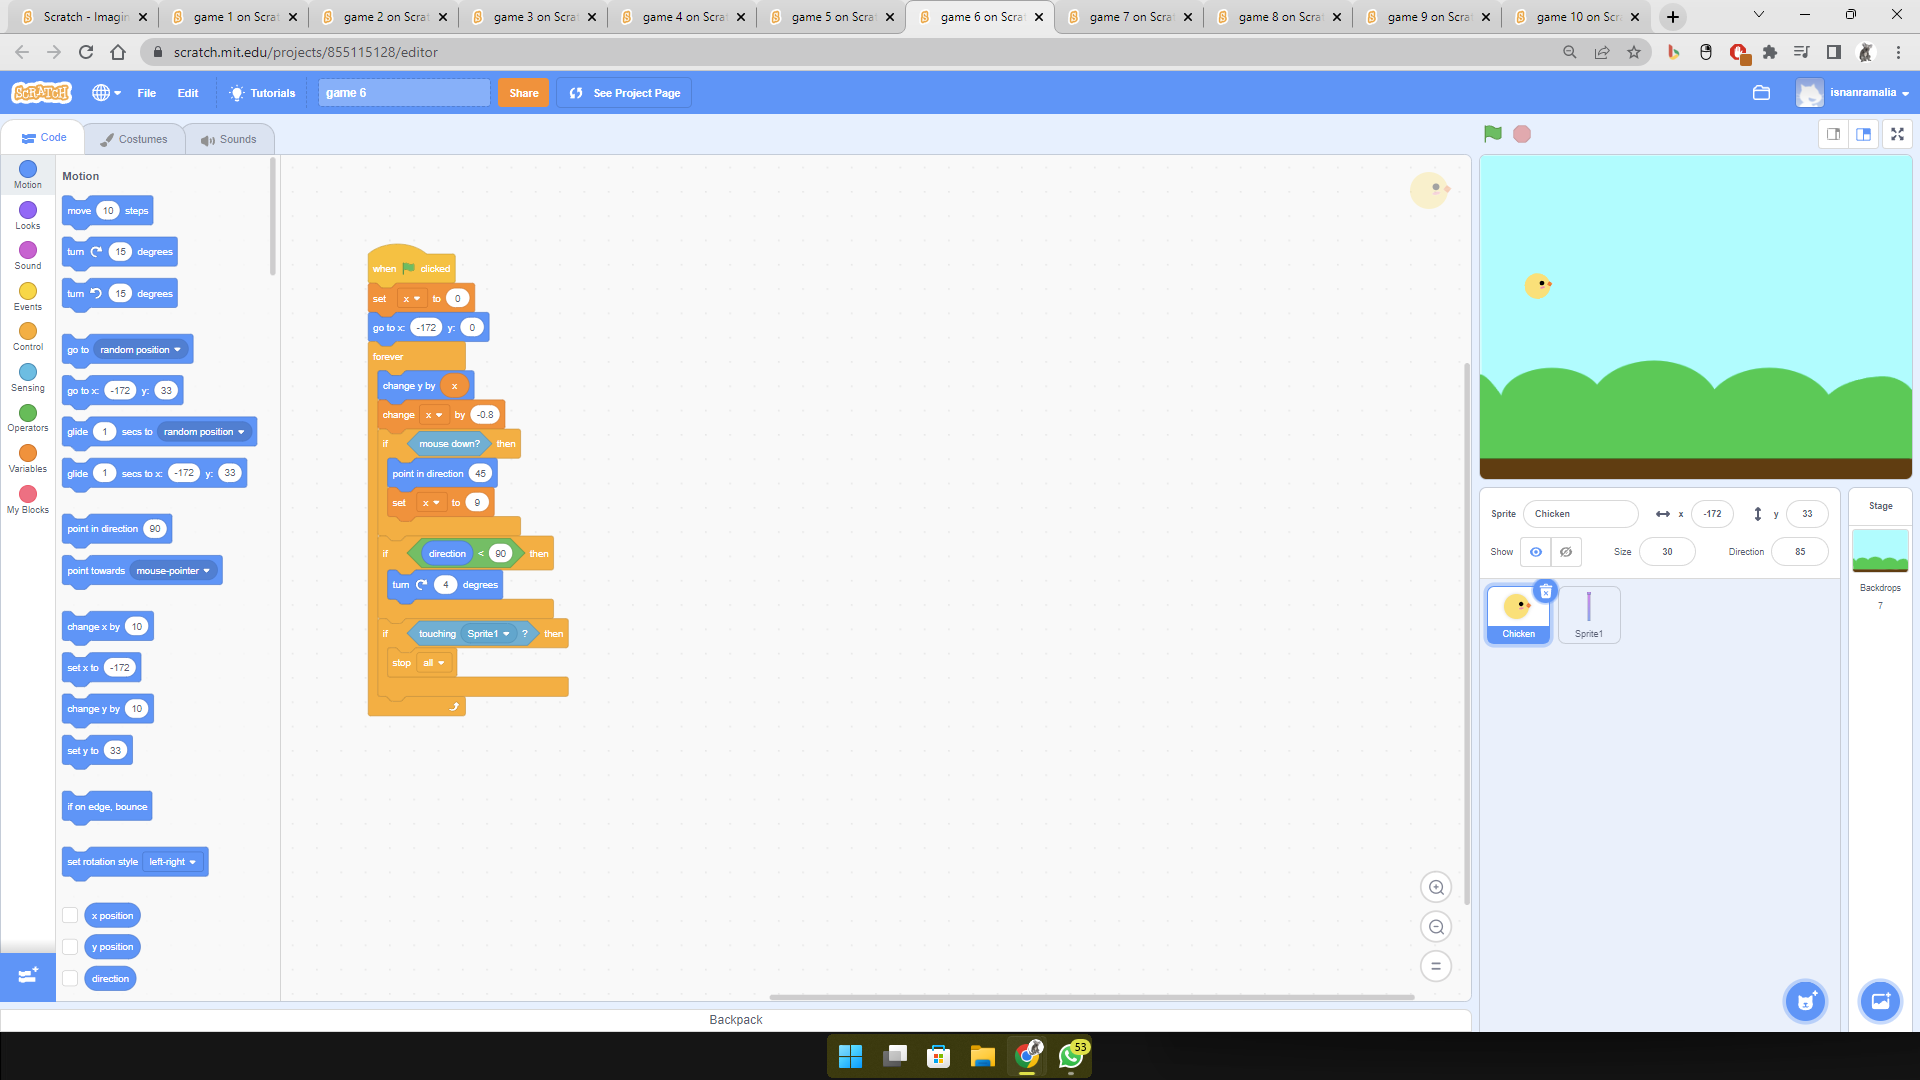 Scratch - Imagin
game 1 on Scrat
game 2 on Scrat
game 3 on Scrat
game 4 on Scrat
game 5 on Scrat
game 6 on Scrat
game 7 on Scrat
game 8 on Scrat
game 9 on Scrat
game 10 on Scr
scratch.mit.edu/projects/855115128/editor
SCRATCH
File
Edit
Tutorials
game 6
Share
See Project Page
isnanramalia
Code
Costumes
Sounds
Motion
Looks
Sound
Events
Control
Sensing
Operators
Variables
My Blocks
Motion
move 10 steps
turn 15 degrees
turn 15 degrees
go to random position
go to x: -172 y: 33
glide 1 secs to random position
glide 1 secs to x: -172 y: 33
point in direction 90
point towards mouse-pointer
change x by 10
set x to -172
change y by 10
set y to 33
if on edge, bounce
set rotation style left-right
x position
y position
direction
when clicked
set x to 0
go to x: -172 y: 0
forever
change y by x
change x by -0.8
if mouse down? then
point in direction 45
set x to 9
if direction < 90 then
turn 4 degrees
if touching Sprite1 ? then
stop all
Sprite Chicken x -172 y 33
Show Size 30 Direction 85
Chicken
Sprite1
Stage
Backdrops
7
Backpack
53